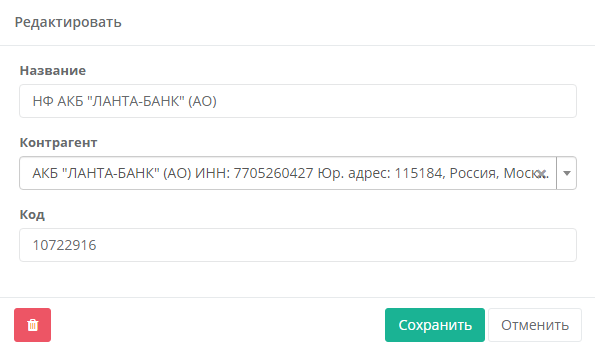 Редактировать
Название
НФ АКБ "ЛАНТА-БАНК" (АО)
Контрагент
АКБ "ЛАНТА-БАНК" (АО) ИНН: 7705260427 Юр. адрес: 115184, Россия, Москв...
Код
10722916
Сохранить Отменить